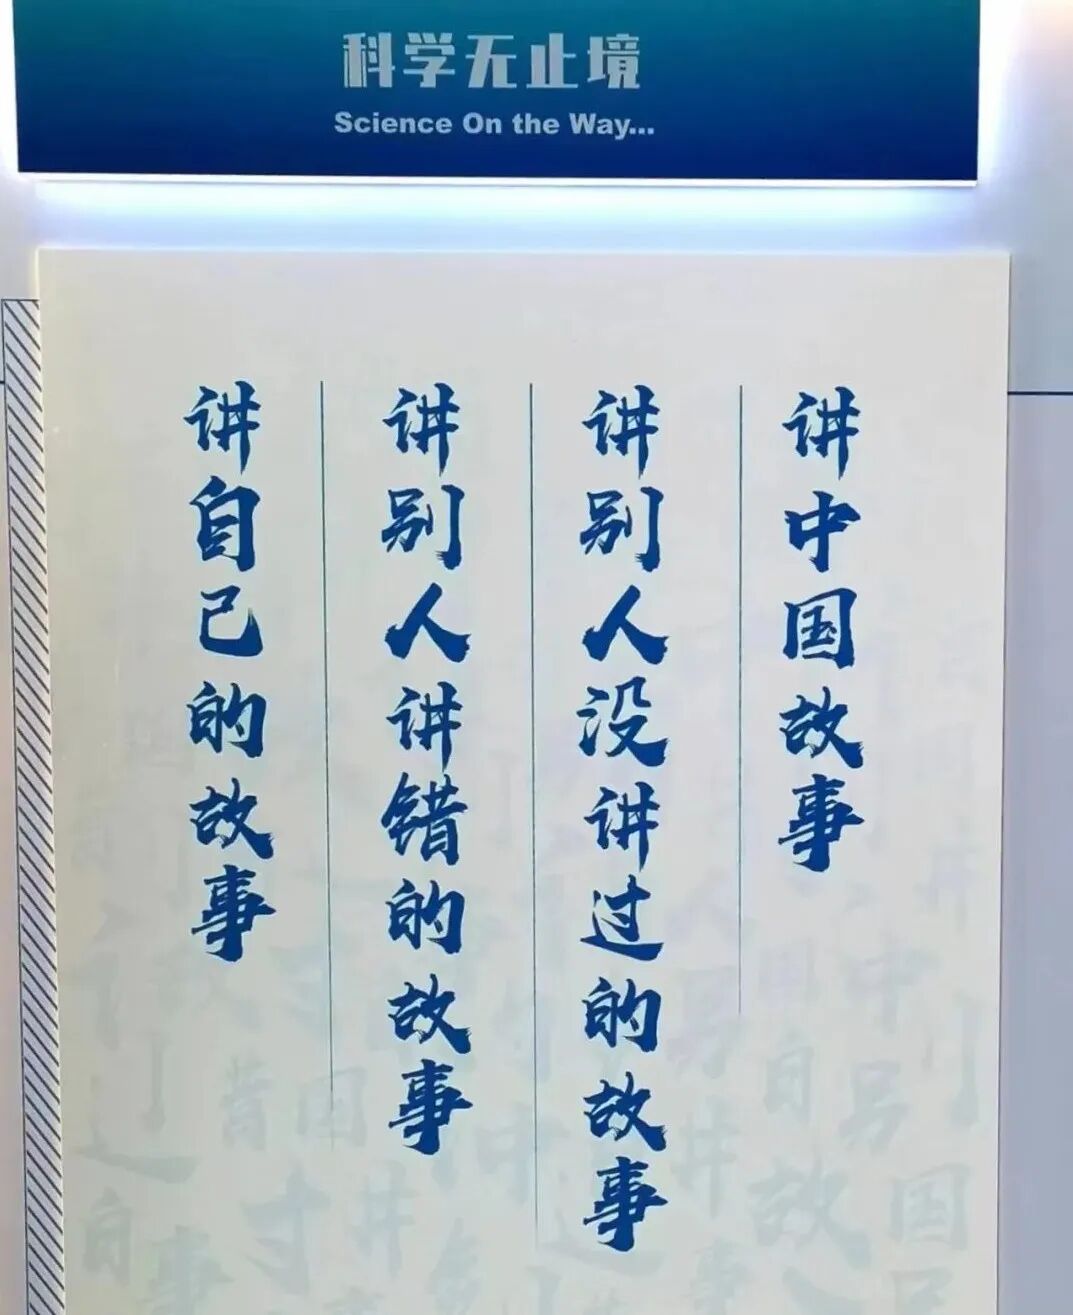 科学无止境
Science On the Way...
讲中国故事
讲别人没讲过的故事
讲别人讲错的故事
讲自己的故事